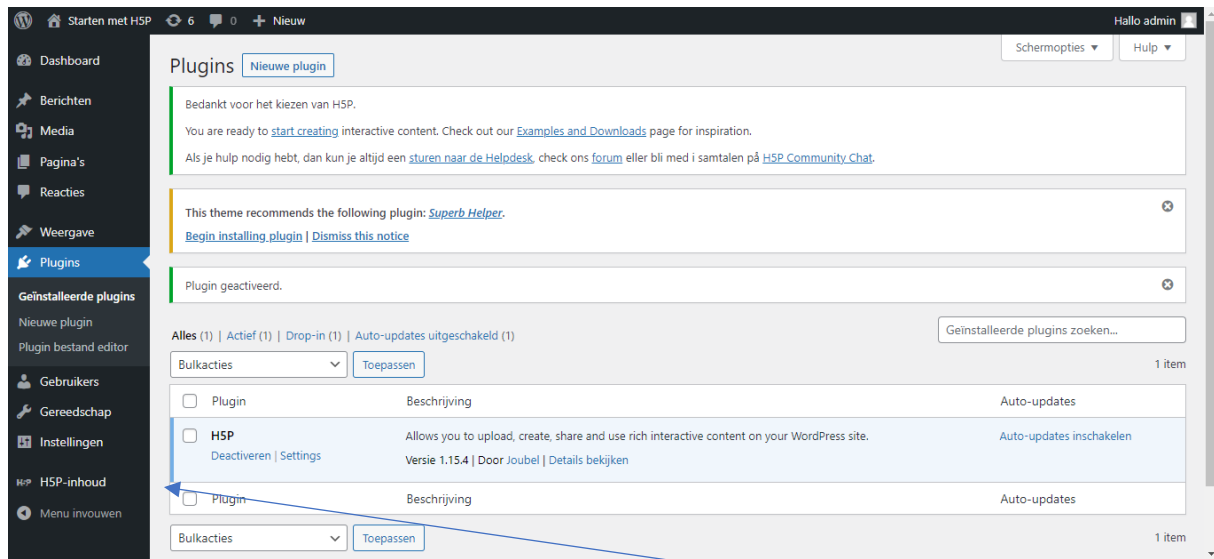 Starten met H5P 6 0 + Nieuw Hallo admin
Dashboard
Berichten
Media
Pagina's
Reacties
Weergave
Plugins
Geïnstalleerde plugins
Nieuwe plugin
Plugin bestand editor
Gebruikers
Gereedschap
Instellingen
H5P H5P-inhoud
Menu invouwen
Schermopties ▼ Hulp ▼
Plugins Nieuwe plugin
Bedankt voor het kiezen van H5P.
You are ready to start creating interactive content. Check out our Examples and Downloads page for inspiration.
Als je hulp nodig hebt, dan kun je altijd een sturen naar de Helpdesk, check ons forum eller bli med i samtalen på H5P Community Chat.
This theme recommends the following plugin: Superb Helper.
Begin installing plugin | Dismiss this notice
Plugin geactiveerd.
Alles (1) | Actief (1) | Drop-in (1) | Auto-updates uitgeschakeld (1)
Geïnstalleerde plugins zoeken...
Bulkacties Toepassen 1 item
Plugin Beschrijving Auto-updates
H5P Allows you to upload, create, share and use rich interactive content on your WordPress site. Auto-updates inschakelen
Deactiveren | Settings Versie 1.15.4 | Door Joubel | Details bekijken
Plugin Beschrijving Auto-updates
Bulkacties Toepassen 1 item